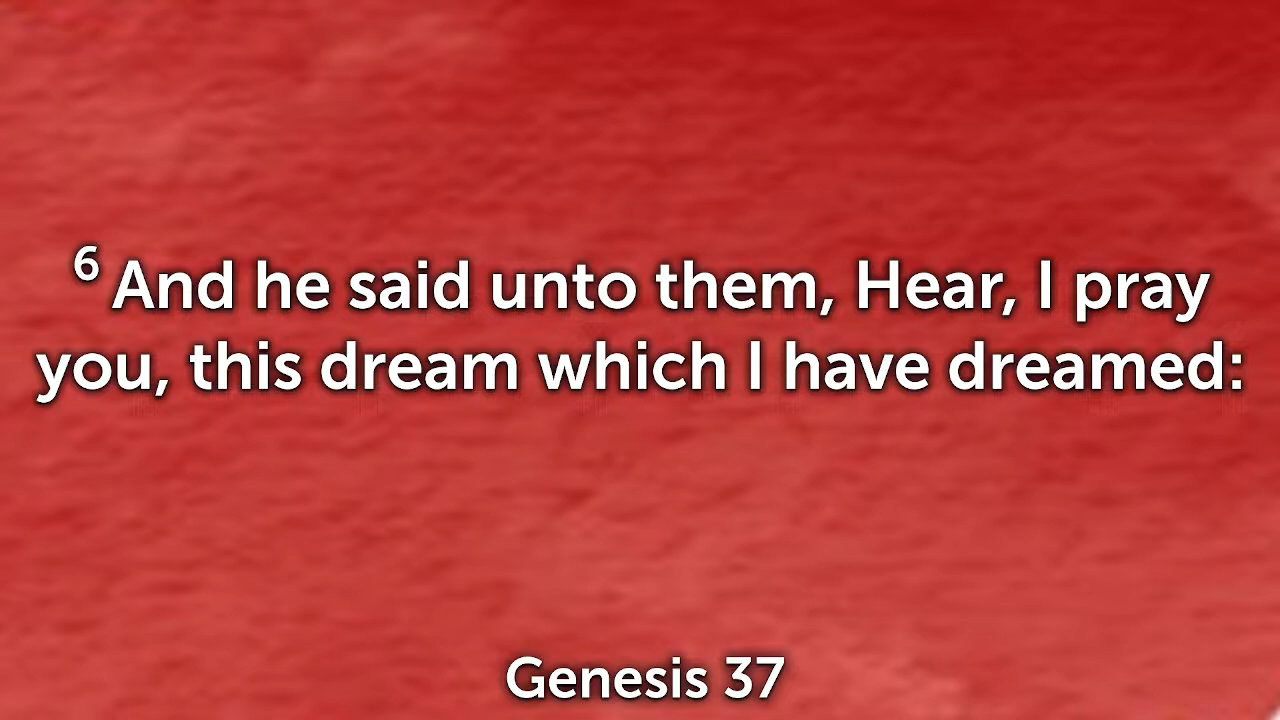 6 And he said unto them, Hear, I pray
you, this dream which I have dreamed:
Genesis 37